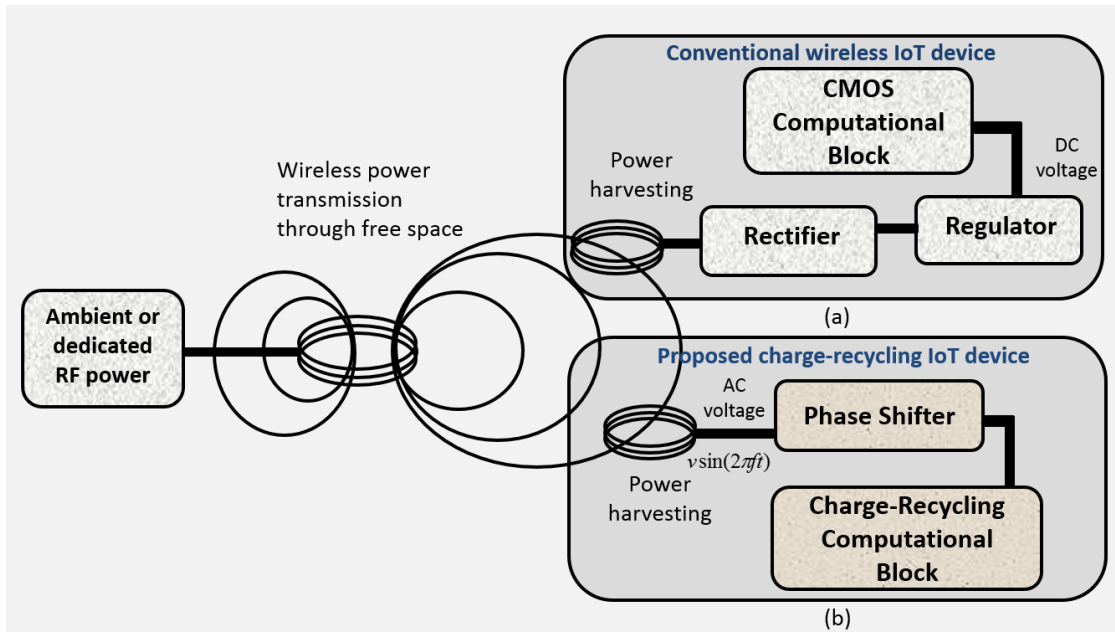 Conventional wireless IoT device
CMOS
Computational
Block
DC
voltage
Power
harvesting
Rectifier
Regulator
(a)
Wireless power
transmission
through free space
Ambient or
dedicated
RF power
Proposed charge-recycling IoT device
AC
voltage
Phase Shifter
v sin(2πft)
Power
harvesting
Charge-Recycling
Computational
Block
(b)